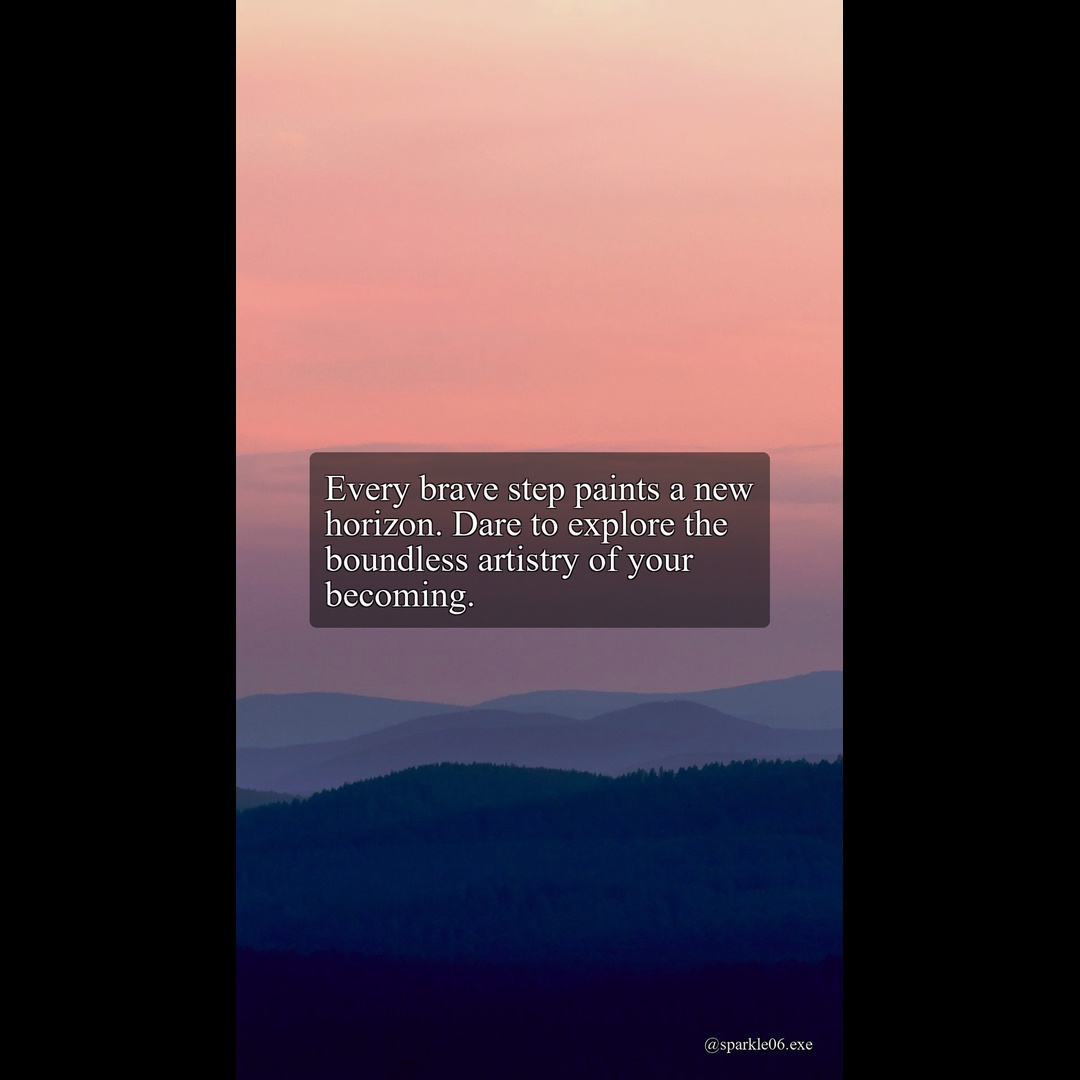 Every brave step paints a new
horizon. Dare to explore the
boundless artistry of your
becoming.
@sparkle06.exe